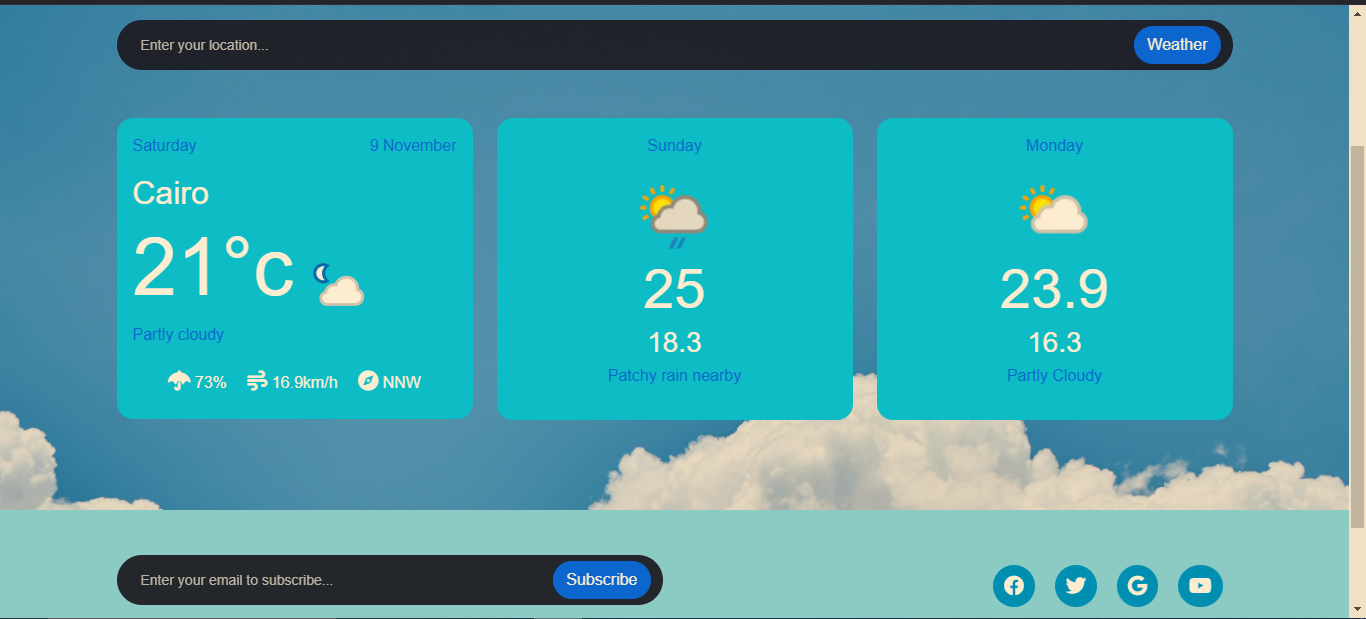 Enter your location...
Weather
Saturday
9 November
Cairo
21°c
Partly cloudy
73%
16.9km/h
NNW
Sunday
25
18.3
Patchy rain nearby
Monday
23.9
16.3
Partly Cloudy
Enter your email to subscribe...
Subscribe